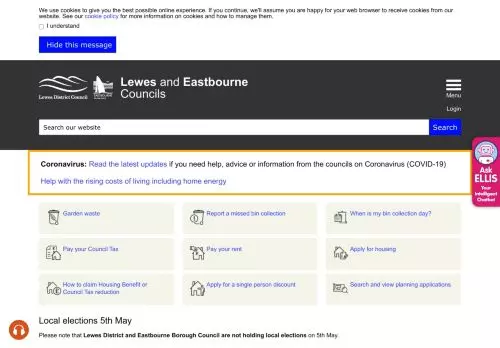 We use cookies to give you the best possible online experience. If you continue, we'll assume you are happy for your web browser to receive cookies from our
website. See our cookie policy for more information on cookies and how to manage them.
I understand
Hide this message
Lewes District Council
Lewes and Eastbourne
Councils
Menu
Login
Search our website
Search
Coronavirus: Read the latest updates if you need help, advice or information from the councils on Coronavirus (COVID-19)
Help with the rising costs of living including home energy
Ask
ELLIS
Your
Intelligent
Chatbot
Garden waste
Report a missed bin collection
When is my bin collection day?
Pay your Council Tax
Pay your rent
Apply for housing
How to claim Housing Benefit or
Council Tax reduction
Apply for a single person discount
Search and view planning applications
Local elections 5th May
Please note that Lewes District and Eastbourne Borough Council are not holding local elections on 5th May.